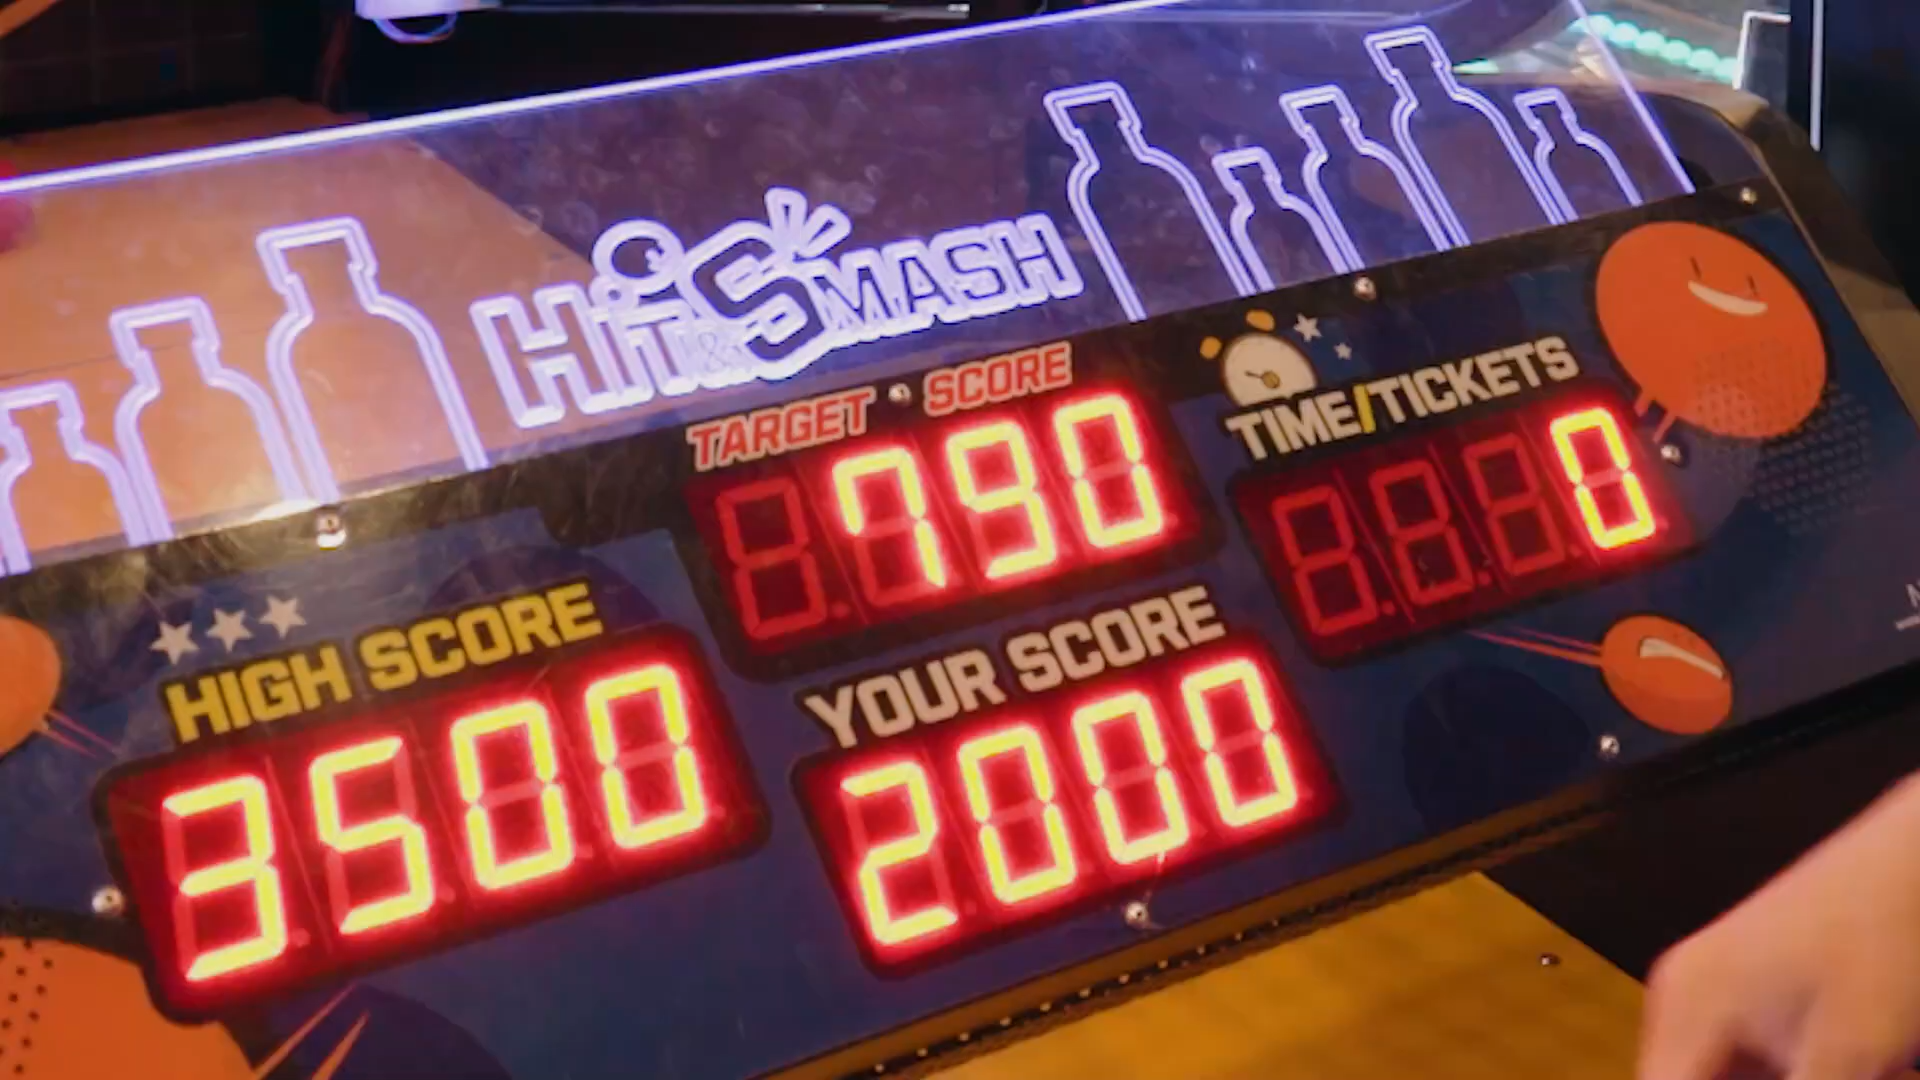 HIT & SMASH
TARGET SCORE
790
TIME/TICKETS
0
HIGH SCORE
3500
YOUR SCORE
2000